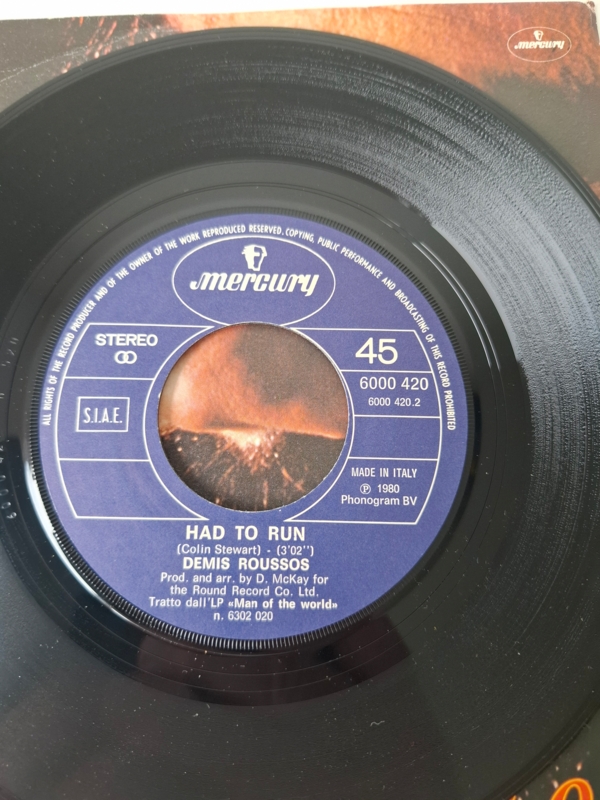 mercury
ALL RIGHTS OF THE RECORD PRODUCER AND OF THE OWNER OF THE WORK REPRODUCED RESERVED. COPYING, PUBLIC PERFORMANCE AND BROADCASTING OF THIS RECORD PROHIBITED
mercury
STEREO
45
6000 420
6000 420.2
S.I.A.E.
MADE IN ITALY
℗ 1980
Phonogram BV
HAD TO RUN
(Colin Stewart) - (3'02")
DEMIS ROUSSOS
Prod. and arr. by D. McKay for
the Round Record Co. Ltd.
Tratto dall'LP «Man of the world»
n. 6302 020